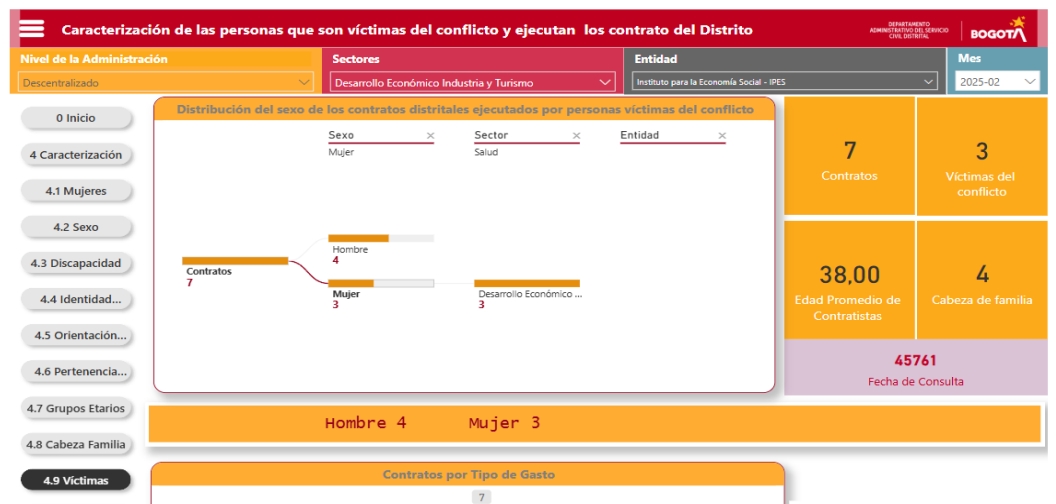 Caracterización de las personas que son víctimas del conflicto y ejecutan los contrato del Distrito
DEPARTAMENTO
ADMINISTRATIVO DEL SERVICIO
CIVIL DISTRITAL
BOGOTÁ
Nivel de la Administración
Descentralizado
Sectores
Desarrollo Económico Industria y Turismo
Entidad
Instituto para la Economía Social - IPES
Mes
2025-02
0 Inicio
4 Caracterización
4.1 Mujeres
4.2 Sexo
4.3 Discapacidad
4.4 Identidad...
4.5 Orientación...
4.6 Pertenencia...
4.7 Grupos Etarios
4.8 Cabeza Familia
4.9 Víctimas
Distribución del sexo de los contratos distritales ejecutados por personas víctimas del conflicto
Sexo ×
Mujer
Sector ×
Salud
Entidad ×
Contratos
7
Hombre
4
Mujer
3
Desarrollo Económico ...
3
7
Contratos
3
Víctimas del
conflicto
38,00
Edad Promedio de
Contratistas
4
Cabeza de familia
45761
Fecha de Consulta
Hombre 4 Mujer 3
Contratos por Tipo de Gasto
7